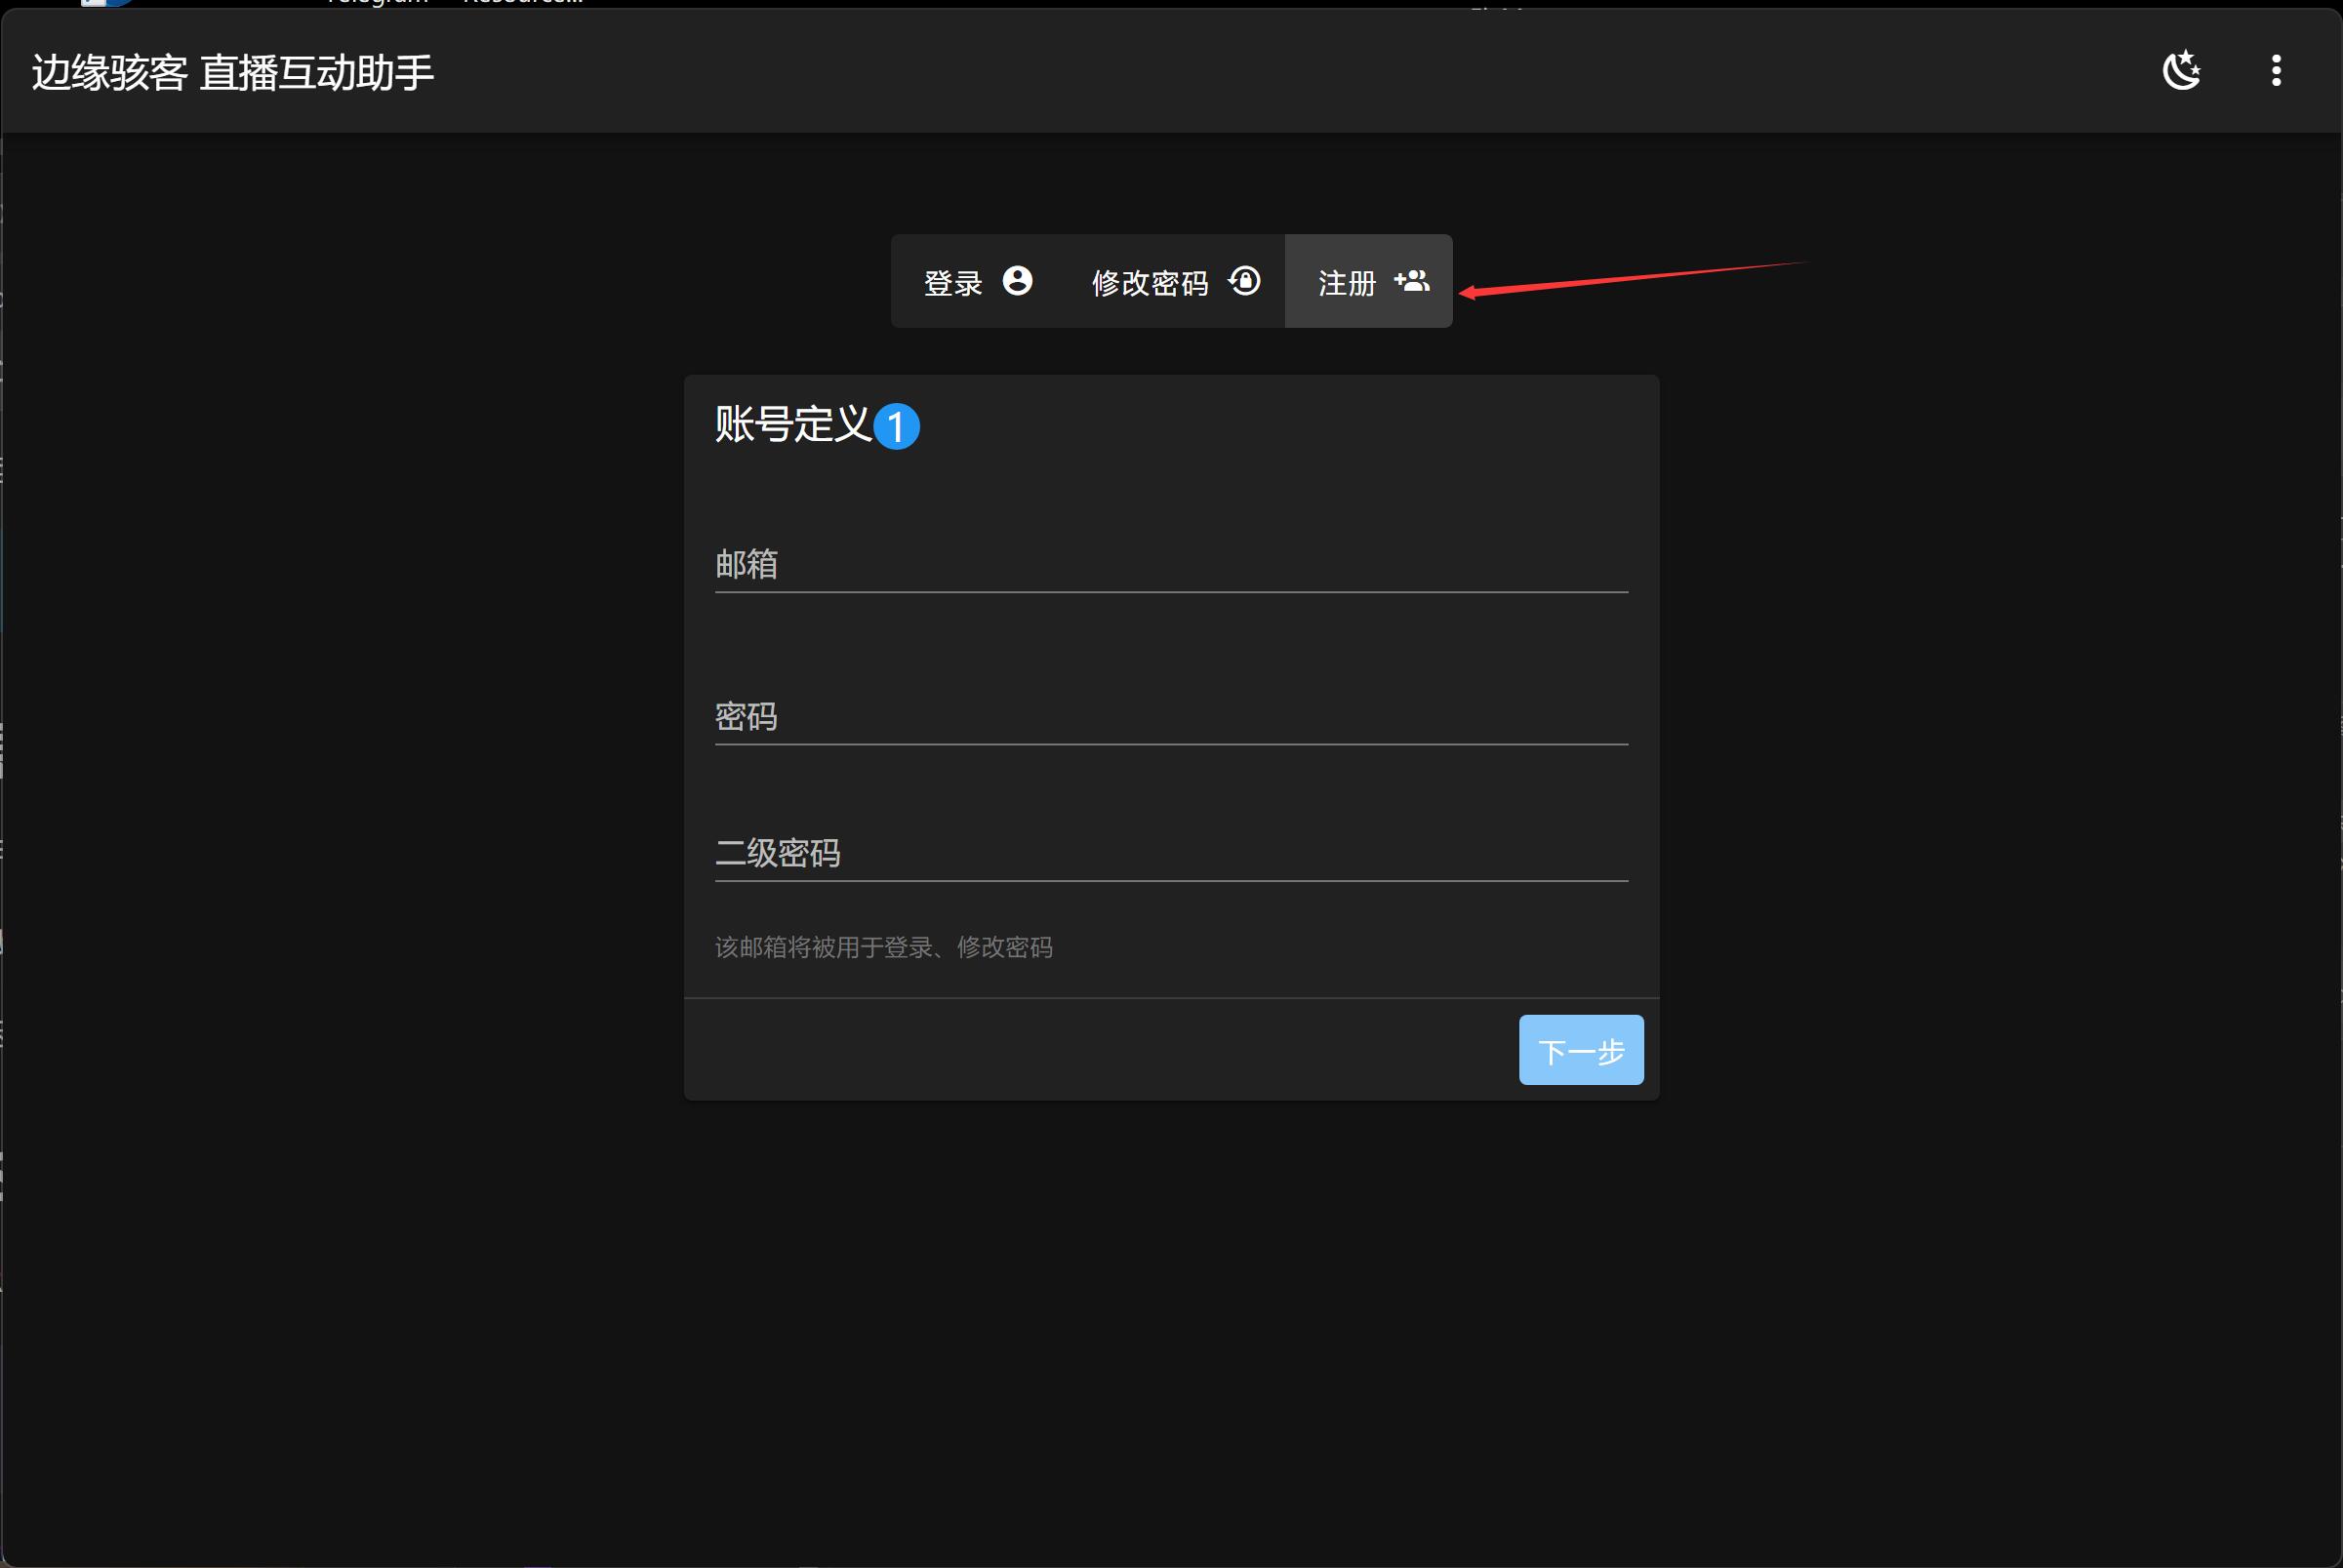 边缘骇客 直播互动助手
登录 修改密码 注册
账号定义1
邮箱
密码
二级密码
该邮箱将被用于登录、修改密码
下一步